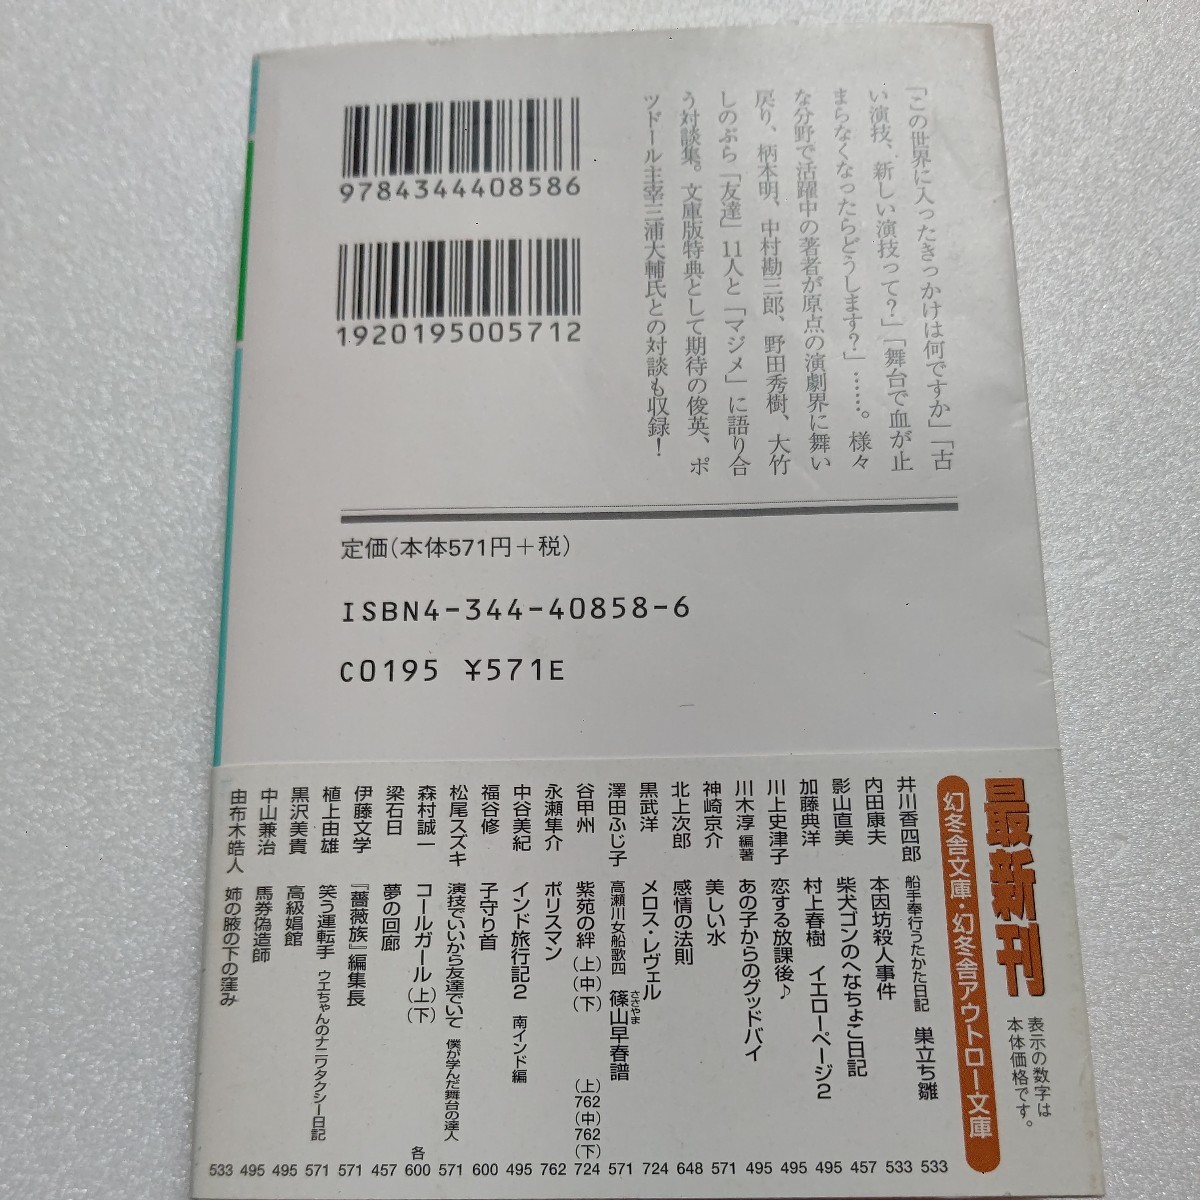 「この世界に入ったきっかけは何ですか」「古
い演技、新しい演技って?」「舞台で血が止
まらなくなったらどうします?」……。様々
な分野で活躍中の著者が原点の演劇界に舞い
戻り、柄本明、中村勘三郎、野田秀樹、大竹
しのぶら「友達」11人と「マジメ」に語り合
う対談集。文庫版特典として期待の俊英、ポ
ツドール主宰三浦大輔氏との対談も収録!
9784344408586
1920195005712
定価(本体571円+税)
ISBN4-344-40858-6
C0195 ¥571E
最新刊
表示の数字は
本体価格です。
幻冬舎文庫・幻冬舎アウトロー文庫
井川香四郎 船手奉行うたかた日記 巣立ち雛 533
内田康夫 本因坊殺人事件 533
影山直美 柴犬ゴンのへなちょこ日記 457
加藤典洋 村上春樹 イエローページ2 495
川上史津子 恋する放課後♪ 495
川木淳 編著 あの子からのグッドバイ 495
神崎京介 美しい水 571
北上次郎 感情の法則 648
黒武洋 メロス・レヴェル 724
澤田ふじ子 高瀬川女船歌四 篠山早春譜 571
ささやま
谷甲州 紫苑の絆(上)(中)(下) (上)762(中)762(下)724
永瀬隼介 ポリスマン 762
中谷美紀 インド旅行記2 南インド編 495
福谷修 子守り首 600
松尾スズキ 演技でいいから友達でいて 僕が学んだ舞台の達人 571
森村誠一 コールガール(上)(下) 各600
梁石日 夢の回廊 457
伊藤文学 『薔薇族』編集長 571
植上由雄 笑う運転手 ウエちゃんのナニワタクシー日記 571
黒沢美貴 高級娼館 495
中山兼治 馬券偽造師 495
由布木皓人 姉の腋の下の窪み 533